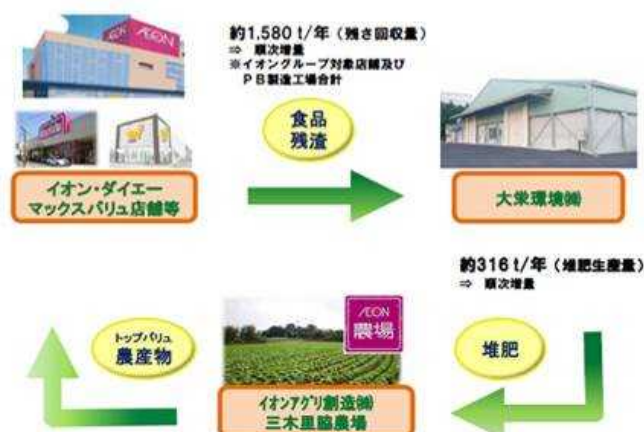 ÆON
約1,580 t/年（残さ回収量）
⇒ 順次増量
※イオングループ対象店舗及び
ＰＢ製造工場合計
食品
残渣
イオン・ダイエー
マックスバリュ店舗等
大栄環境㈱
約316 t/年（堆肥生産量）
⇒ 順次増量
トップバリュ
農産物
ÆON
農場
堆肥
イオンアグリ創造㈱
三木里脇農場